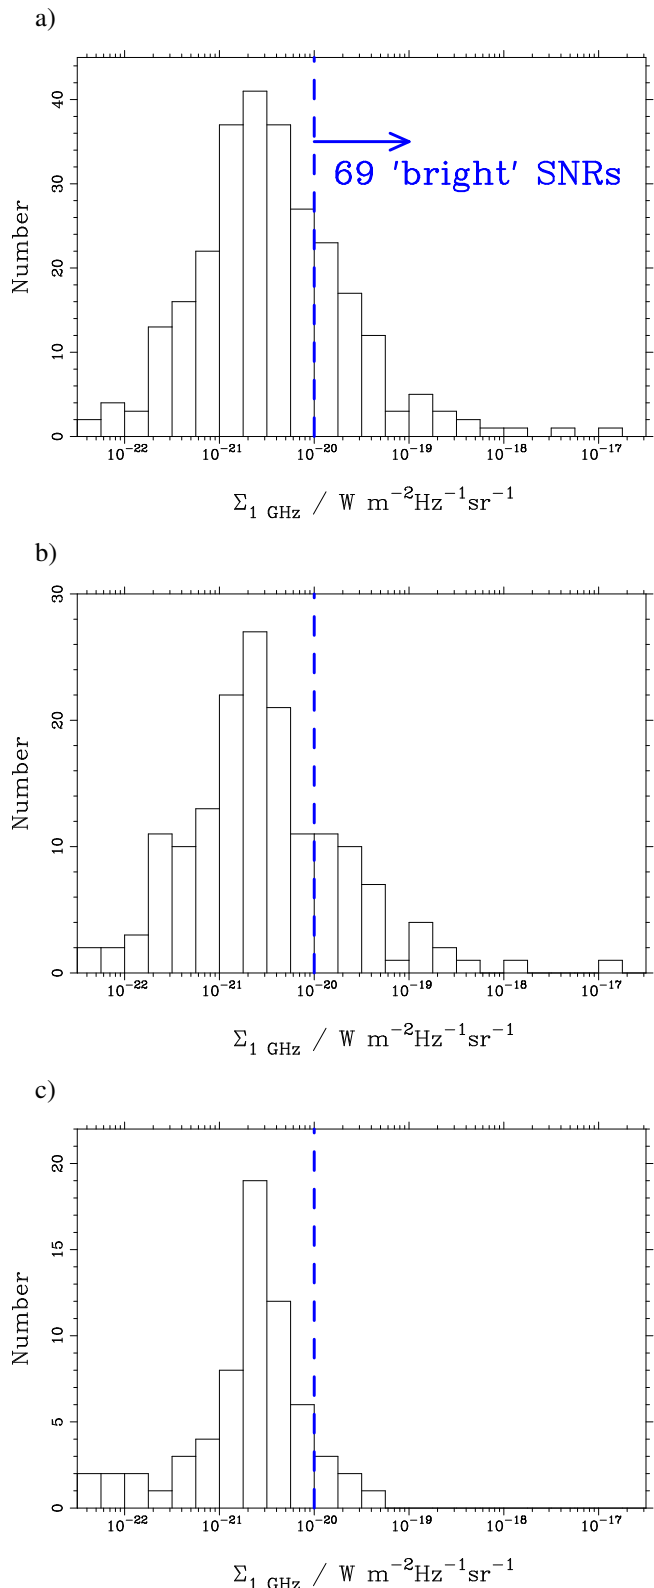 a)
40
30
20
10
0
Number
69 'bright' SNRs
10⁻²² 10⁻²¹ 10⁻²⁰ 10⁻¹⁹ 10⁻¹⁸ 10⁻¹⁷
Σ₁ GHz / W m⁻²Hz⁻¹sr⁻¹
b)
30
20
10
0
Number
10⁻²² 10⁻²¹ 10⁻²⁰ 10⁻¹⁹ 10⁻¹⁸ 10⁻¹⁷
Σ₁ GHz / W m⁻²Hz⁻¹sr⁻¹
c)
20
15
10
5
0
Number
10⁻²² 10⁻²¹ 10⁻²⁰ 10⁻¹⁹ 10⁻¹⁸ 10⁻¹⁷
Σ₁ GHz / W m⁻²Hz⁻¹sr⁻¹